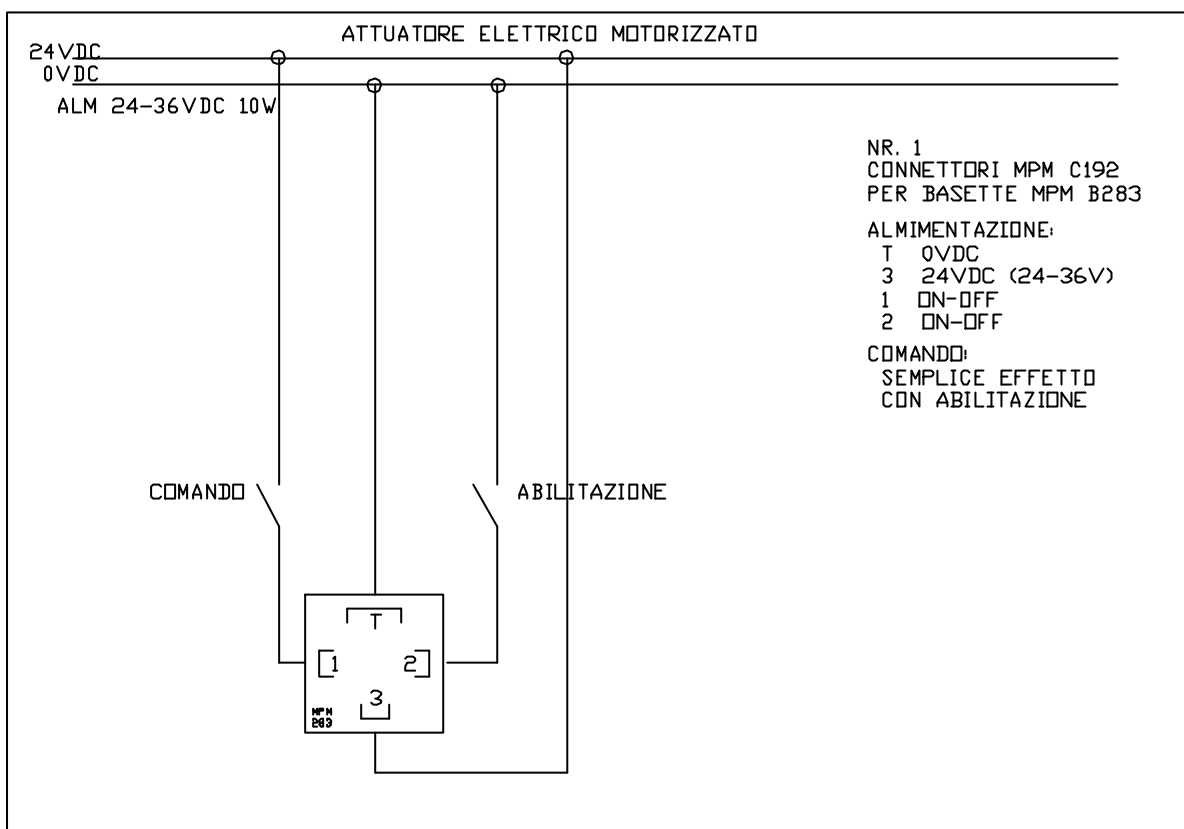 ATTUATORE ELETTRICO MOTORIZZATO
24VDC
0VDC
ALM 24-36VDC 10W
NR. 1
CONNETTORI MPM C192
PER BASETTE MPM B283
ALMIMENTAZIONE:
T 0VDC
3 24VDC (24-36V)
1 ON-OFF
2 ON-OFF
COMANDO:
SEMPLICE EFFETTO
CON ABILITAZIONE
COMANDO
ABILITAZIONE
T
1
2
3
MPM
283